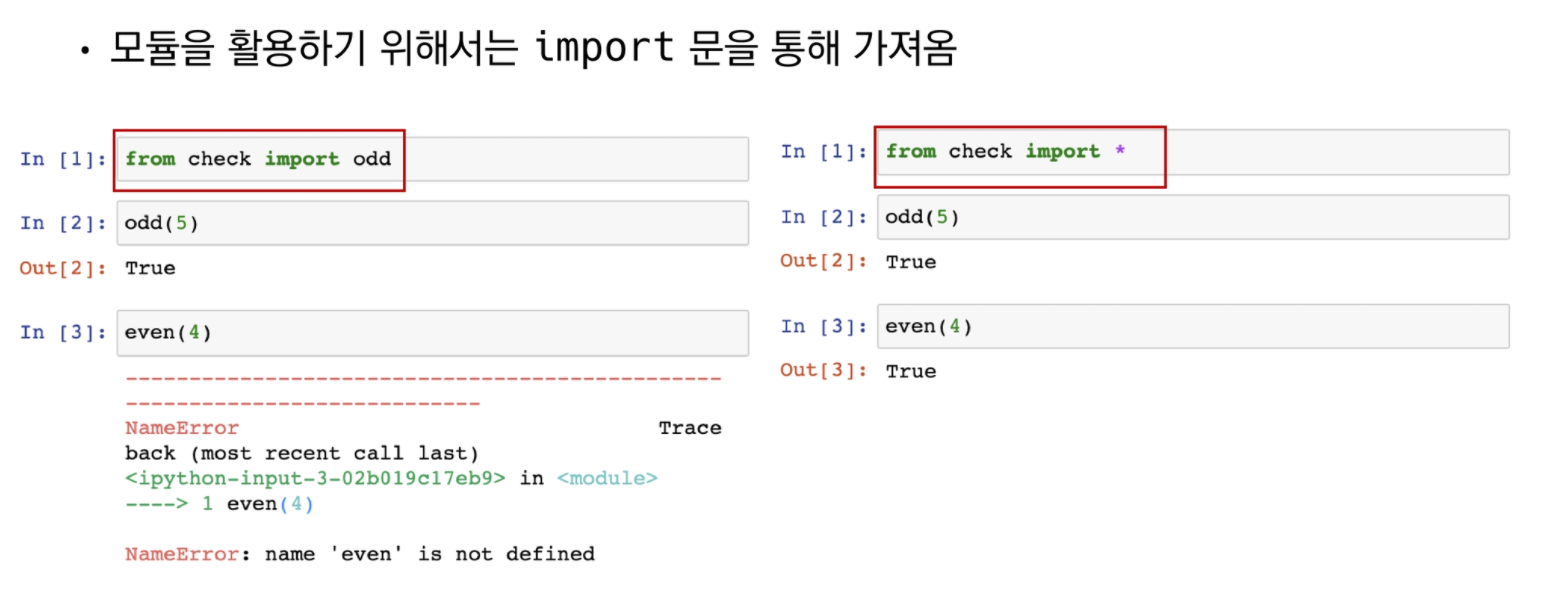 • 모듈을 활용하기 위해서는 import 문을 통해 가져옴
In [1]: from check import odd
In [2]: odd(5)
Out[2]: True
In [3]: even(4)
-----------------------------------------------
----------------------------
NameError                                 Trace
back (most recent call last)
<ipython-input-3-02b019c17eb9> in <module>
----> 1 even(4)
NameError: name 'even' is not defined
In [1]: from check import *
In [2]: odd(5)
Out[2]: True
In [3]: even(4)
Out[3]: True